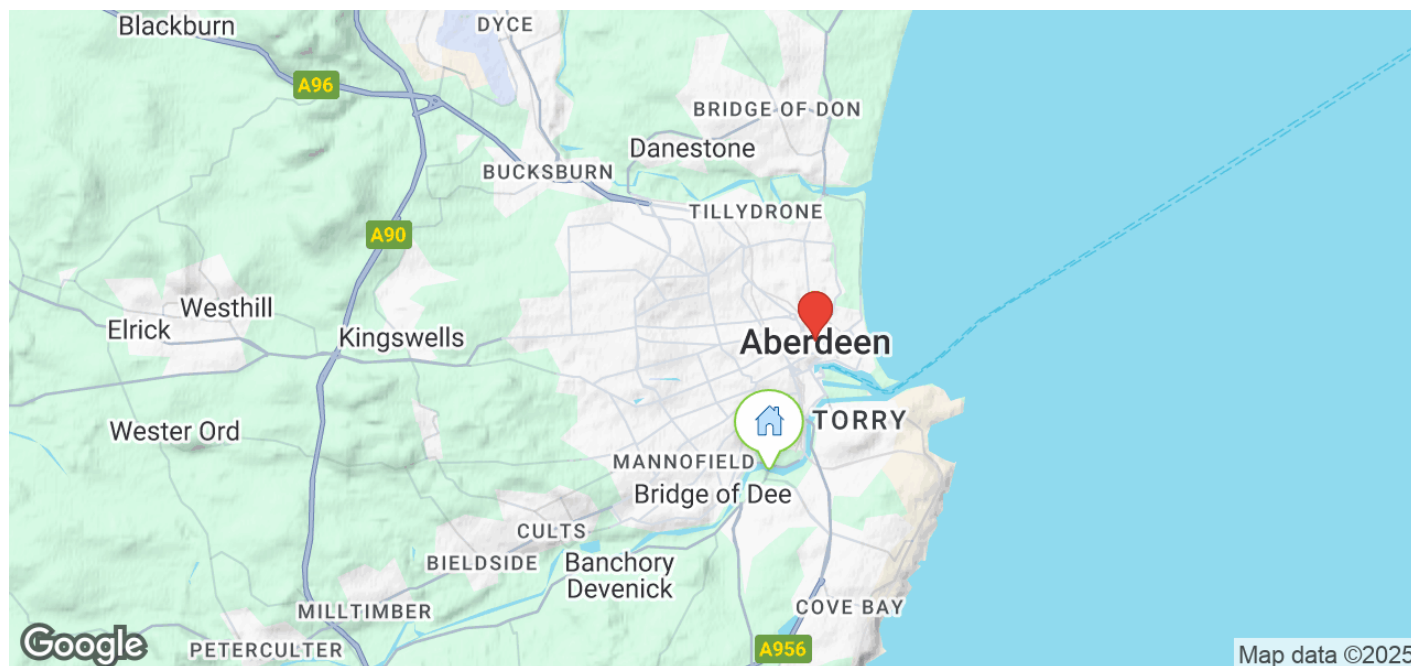 Blackburn
DYCE
A96
BRIDGE OF DON
Danestone
BUCKSBURN
TILLYDRONE
A90
Westhill
Elrick
Kingswells
Aberdeen
Wester Ord
TORRY
MANNOFIELD
Bridge of Dee
CULTS
BIELDSIDE
Banchory
Devenick
MILLTIMBER
COVE BAY
PETERCULTER
A956
Google
Map data ©2025